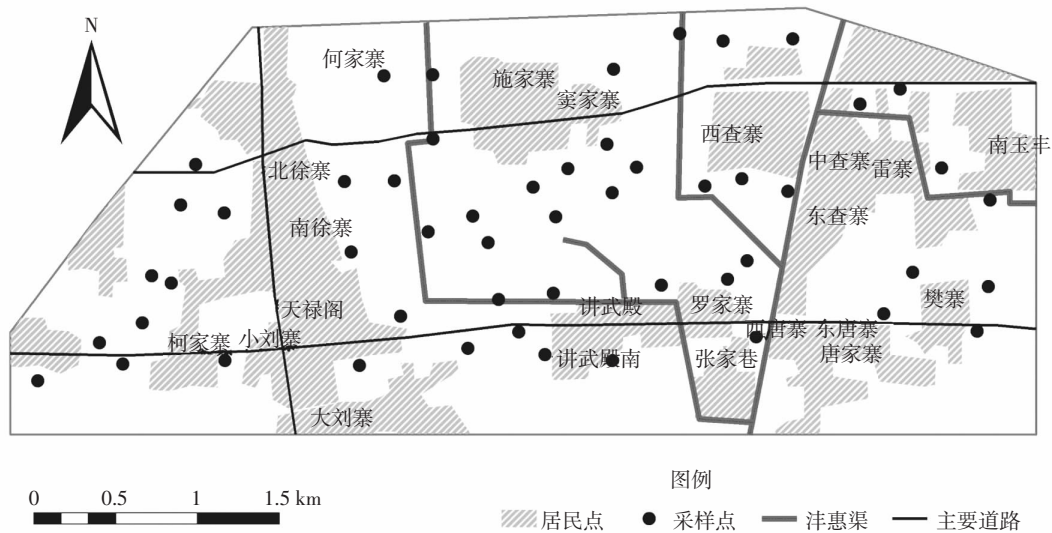 N
何家寨
施家寨
窦家寨
西查寨
中查寨
雷寨
南玉丰
北徐寨
南徐寨
东查寨
天禄阁
讲武殿
罗家寨
樊寨
柯家寨
小刘寨
西唐寨
东唐寨
讲武殿南
张家巷
唐家寨
大刘寨
图例
0 0.5 1 1.5 km
居民点 采样点 沣惠渠 主要道路